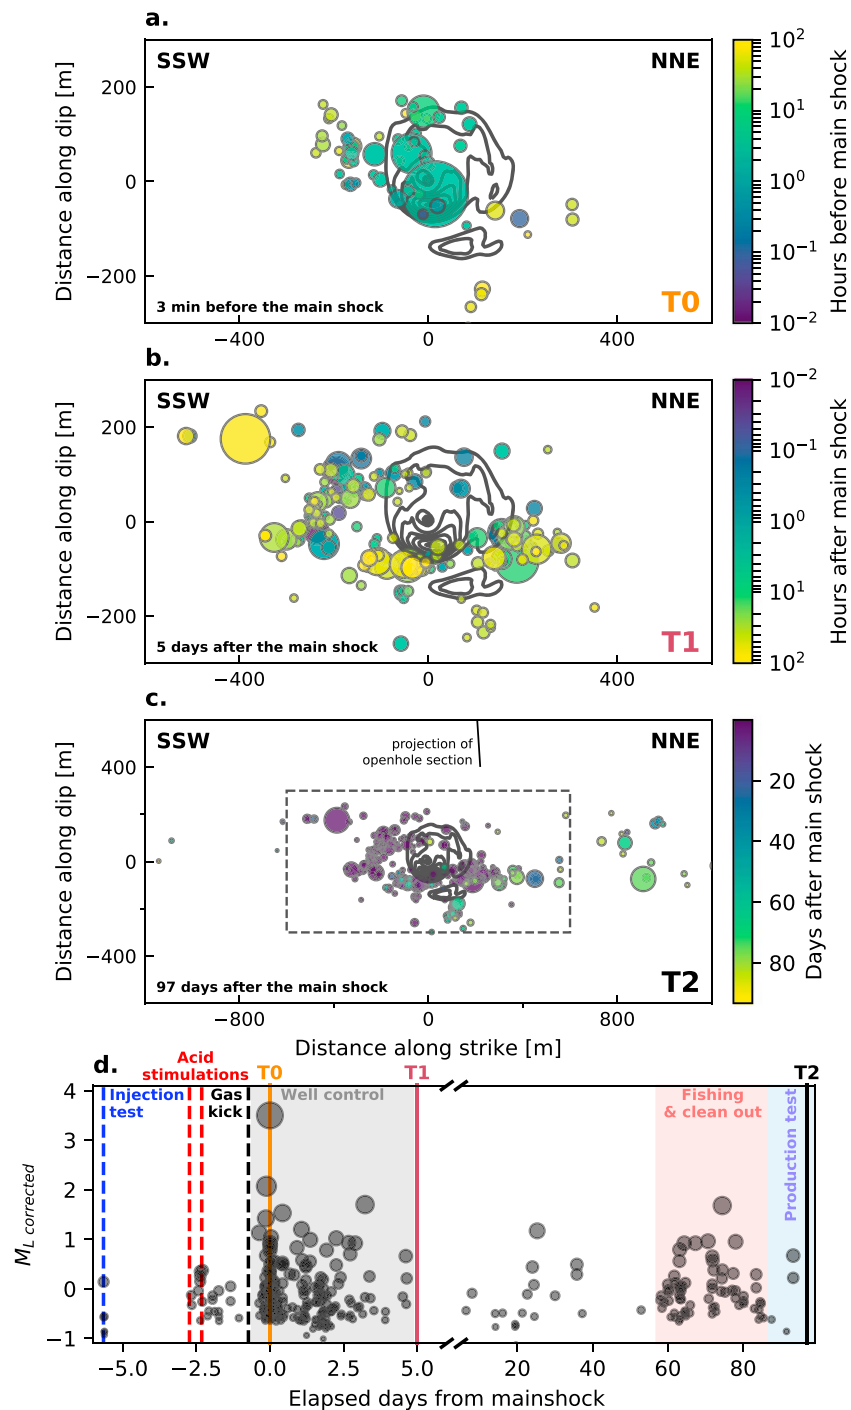 a.
SSW
NNE
200
0
−200
Distance along dip [m]
3 min before the main shock
T0
−400
0
400
10²
10¹
10⁰
10⁻¹
10⁻²
Hours before main shock
b.
SSW
NNE
200
0
−200
Distance along dip [m]
5 days after the main shock
T1
−400
0
400
10⁻²
10⁻¹
10⁰
10¹
10²
Hours after main shock
c.
SSW
NNE
projection of
openhole section
400
0
−400
Distance along dip [m]
97 days after the main shock
T2
−800
0
800
Distance along strike [m]
20
40
60
80
Days after main shock
d.
Acid
stimulations
T0
T1
T2
Injection
test
Gas
kick
Well control
Fishing
& clean out
Production test
4
3
2
1
0
−1
M_L corrected
−5.0
−2.5
0.0
2.5
5.0
20
40
60
80
Elapsed days from mainshock